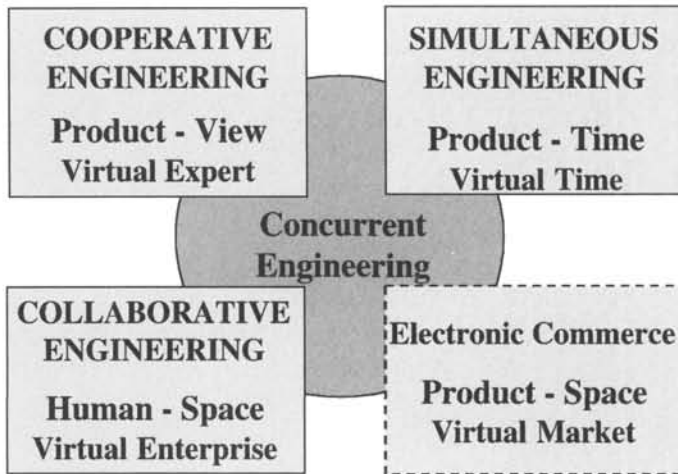 COOPERATIVE
ENGINEERING
Product - View
Virtual Expert
SIMULTANEOUS
ENGINEERING
Product - Time
Virtual Time
Concurrent
Engineering
COLLABORATIVE
ENGINEERING
Human - Space
Virtual Enterprise
Electronic Commerce
Product - Space
Virtual Market